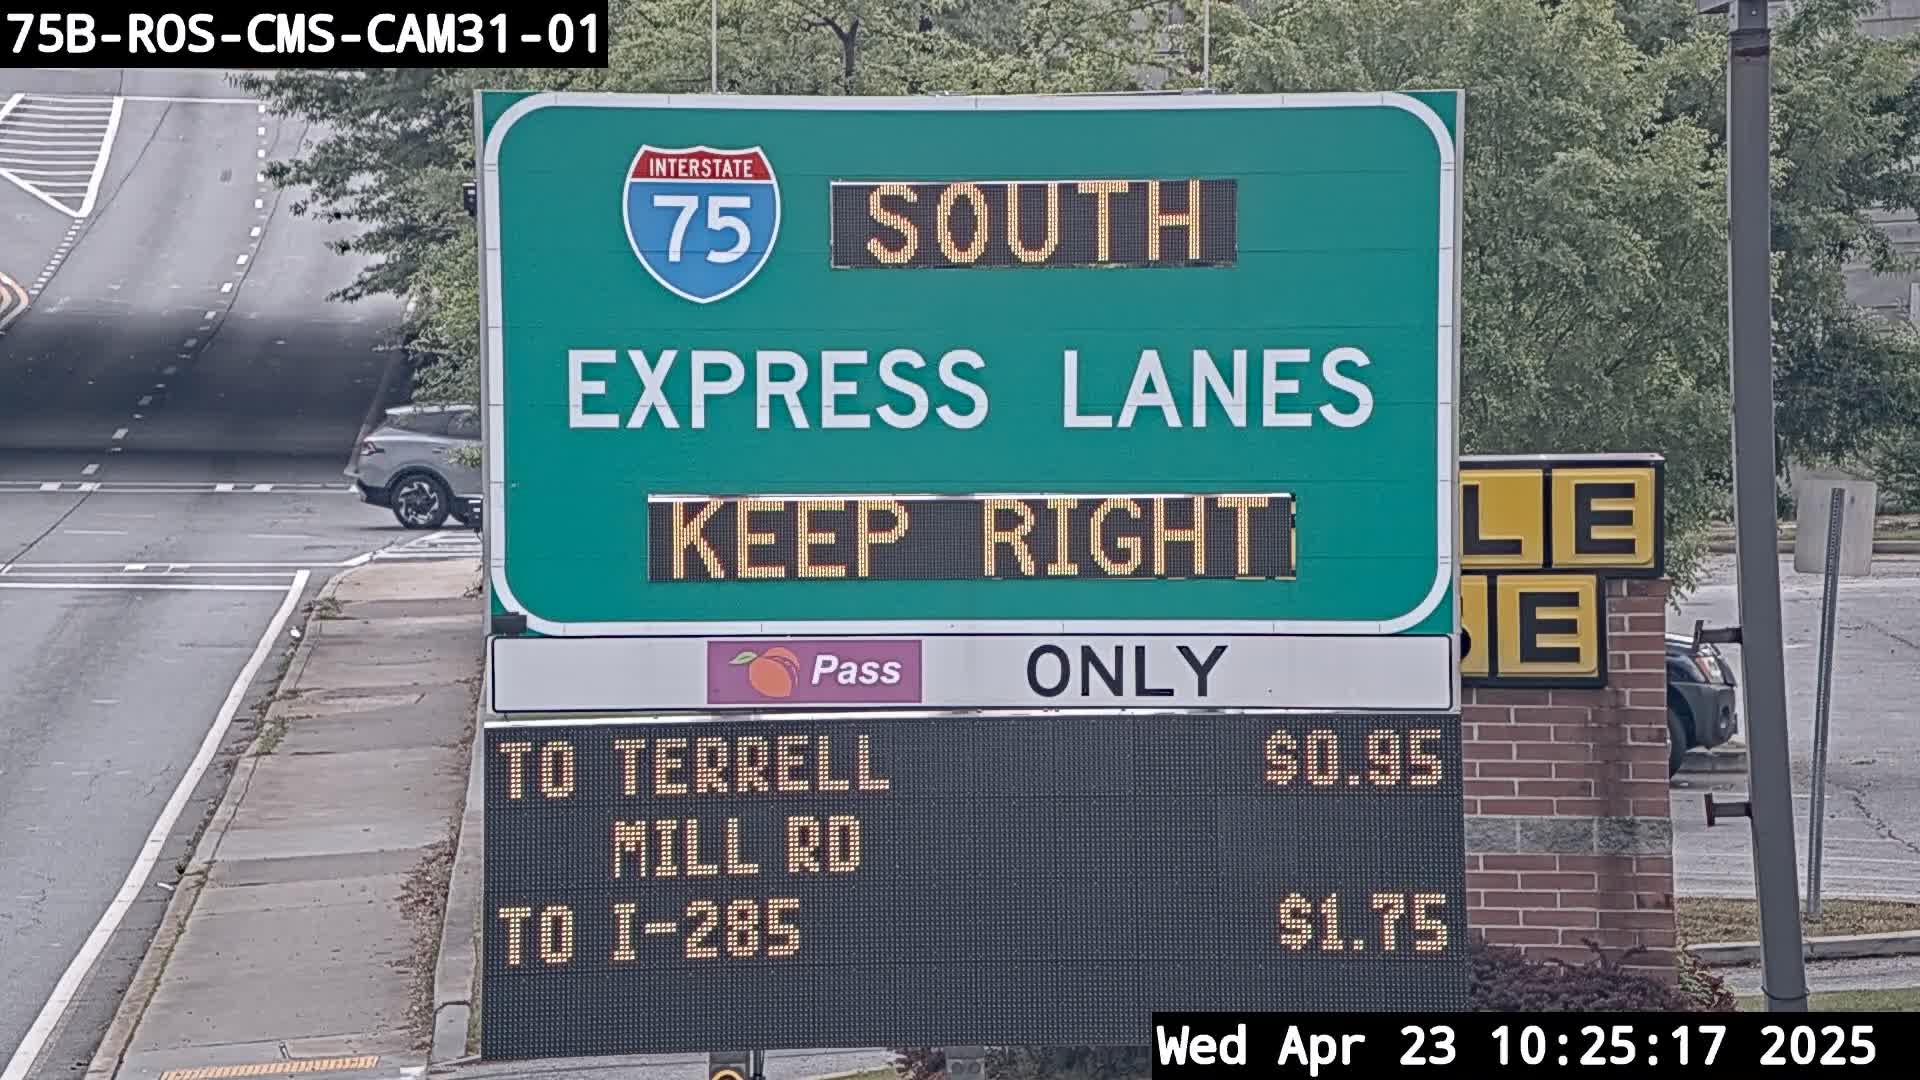 75B-ROS-CMS-CAM31-01
INTERSTATE
75
SOUTH
EXPRESS LANES
KEEP RIGHT
Pass ONLY
TO TERRELL $0.95
MILL RD
TO I-285 $1.75
LE
E
Wed Apr 23 10:25:17 2025